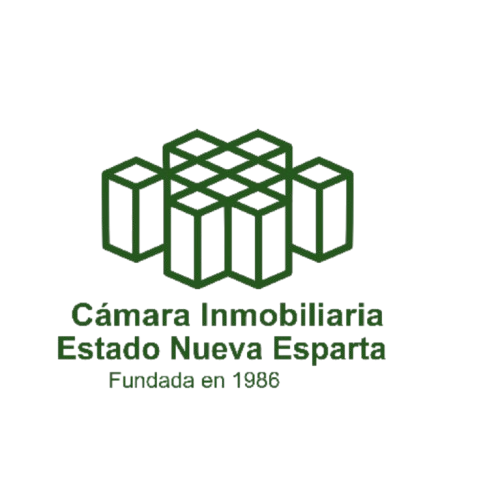 Cámara Inmobiliaria
Estado Nueva Esparta
Fundada en 1986